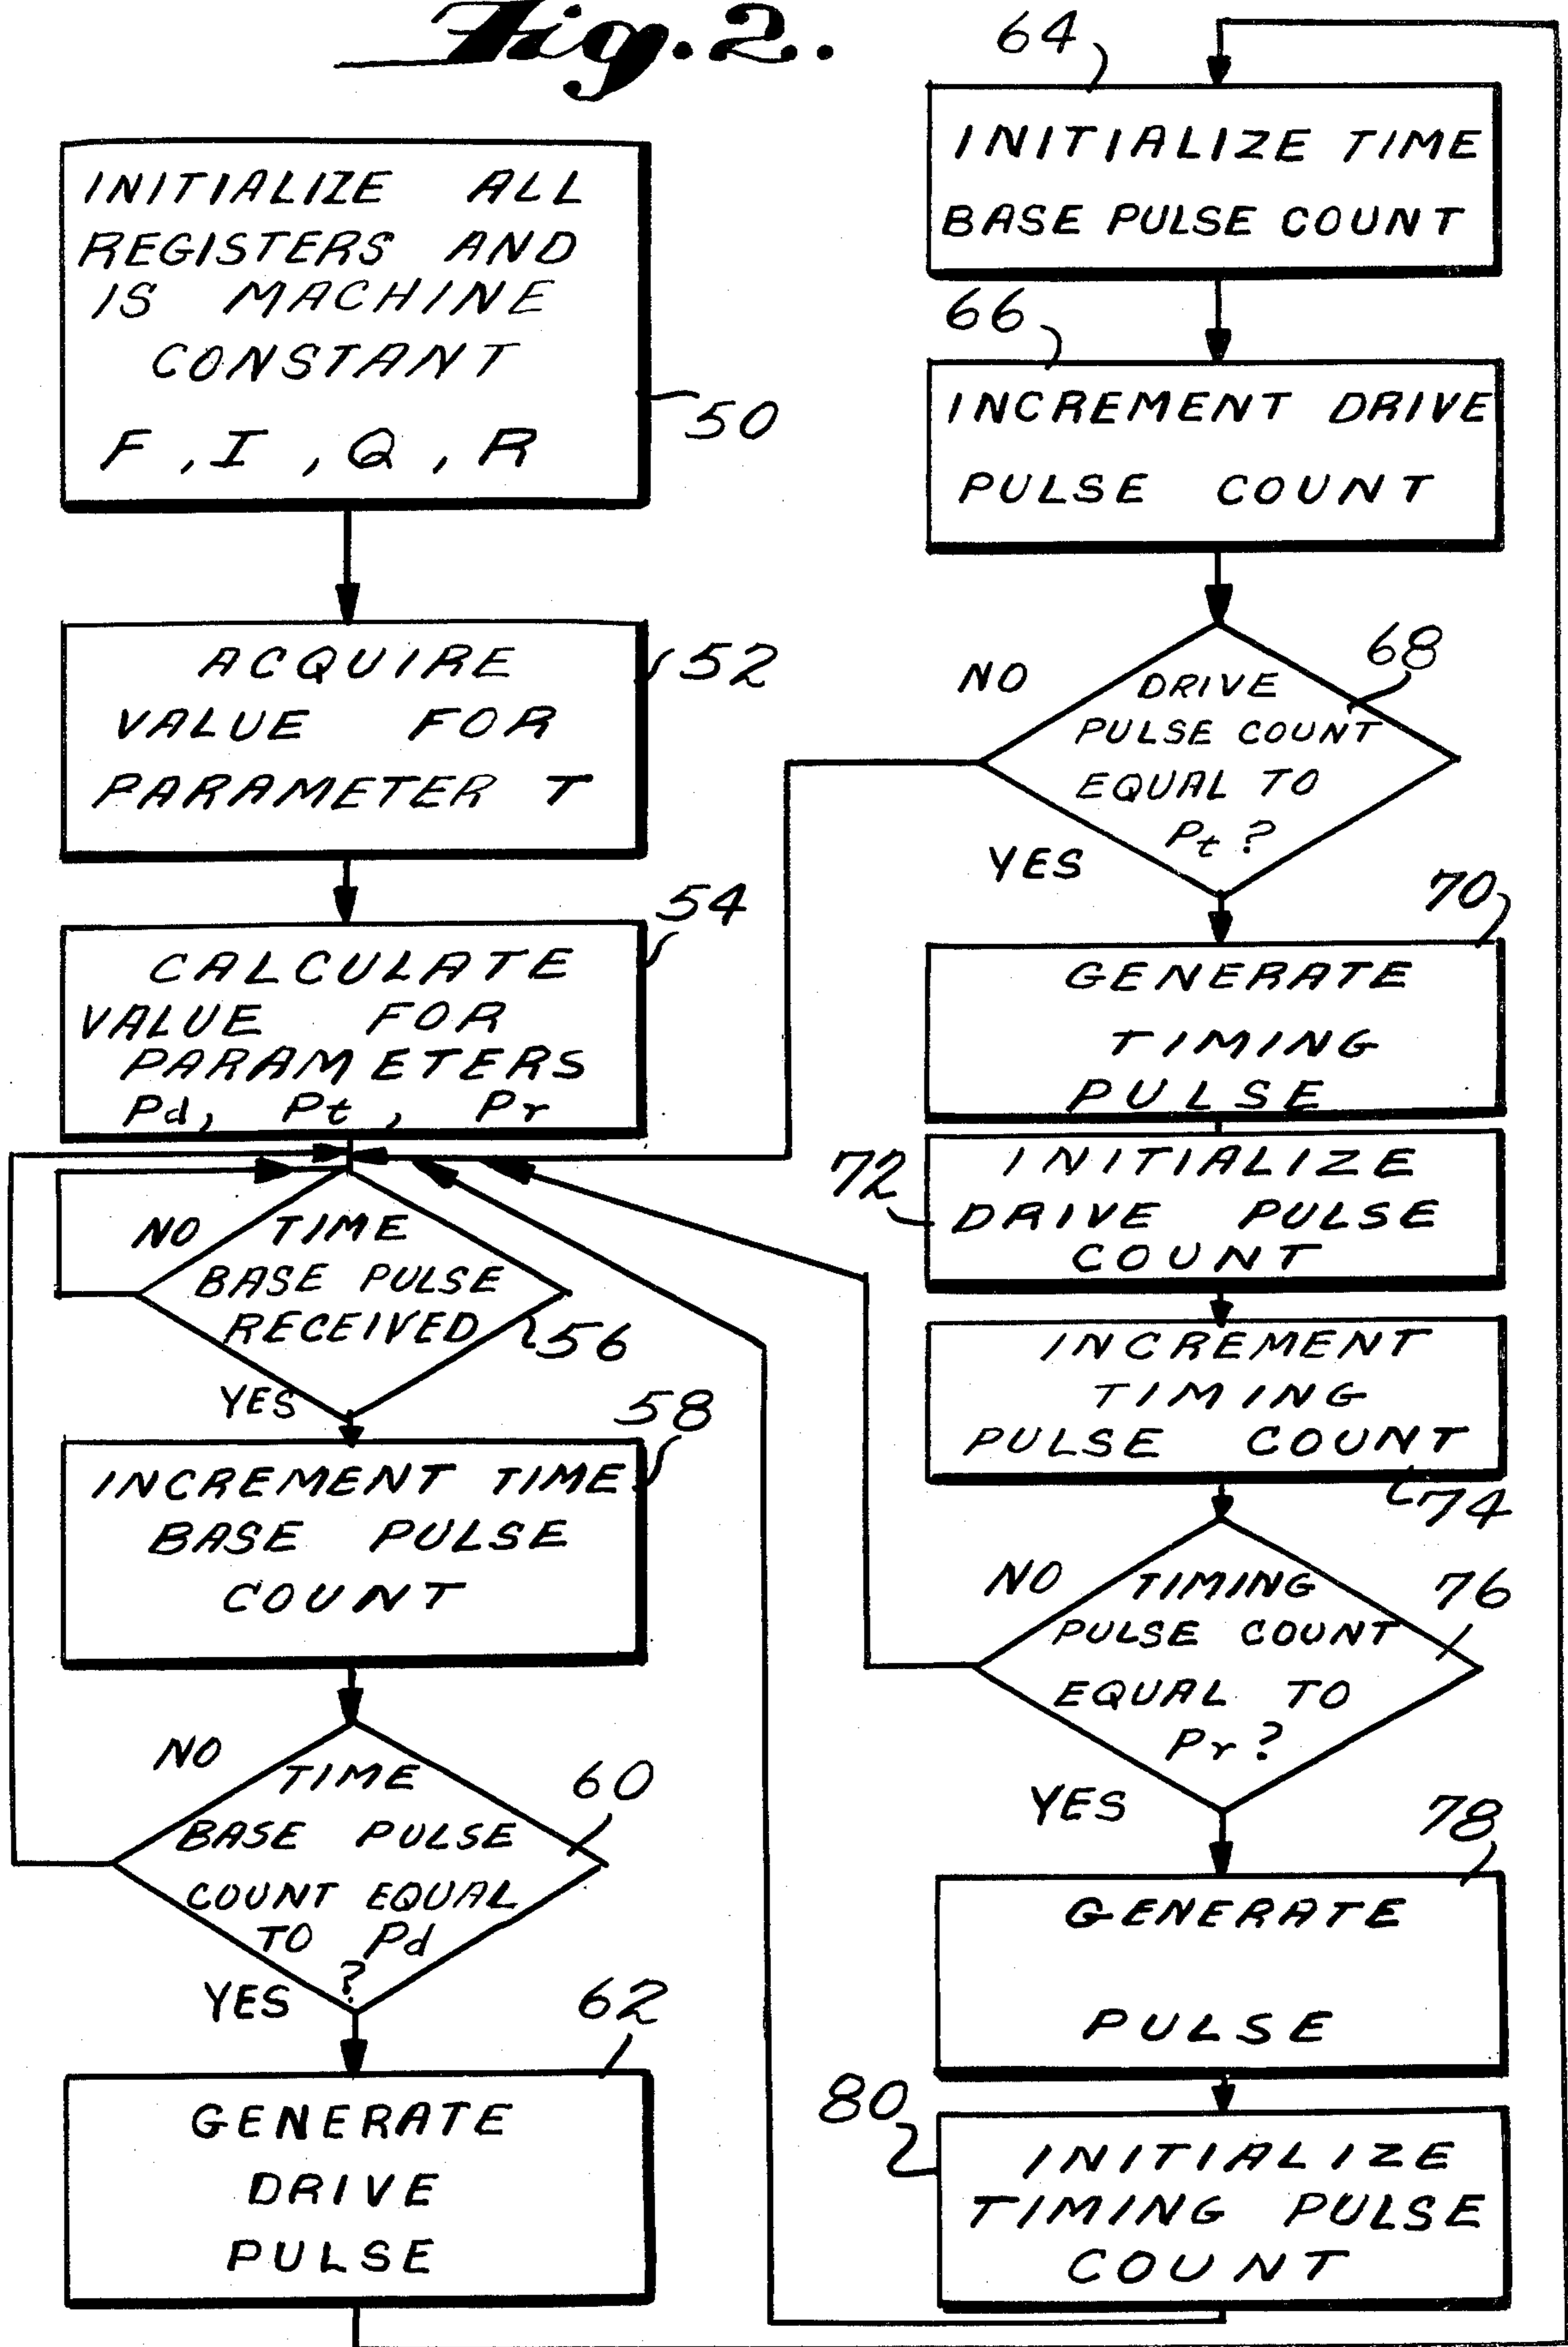 Fig. 2.
INITIALIZE ALL
REGISTERS AND
IS MACHINE
CONSTANT
F , I , Q , R
50
ACQUIRE
VALUE FOR
PARAMETER T
52
CALCULATE
VALUE FOR
PARAMETERS
Pd, Pt, Pr
54
NO
TIME
BASE PULSE
RECEIVED
56
YES
58
INCREMENT TIME
BASE PULSE
COUNT
NO
TIME
BASE PULSE
COUNT EQUAL
TO Pd
?
60
YES
62
GENERATE
DRIVE
PULSE
64
INITIALIZE TIME
BASE PULSE COUNT
66
INCREMENT DRIVE
PULSE COUNT
68
NO
DRIVE
PULSE COUNT
EQUAL TO
Pt ?
YES
70
GENERATE
TIMING
PULSE
72
INITIALIZE
DRIVE PULSE
COUNT
INCREMENT
TIMING
PULSE COUNT
74
NO
TIMING
PULSE COUNT
EQUAL TO
Pr ?
76
YES
78
GENERATE
PULSE
80
INITIALIZE
TIMING PULSE
COUNT